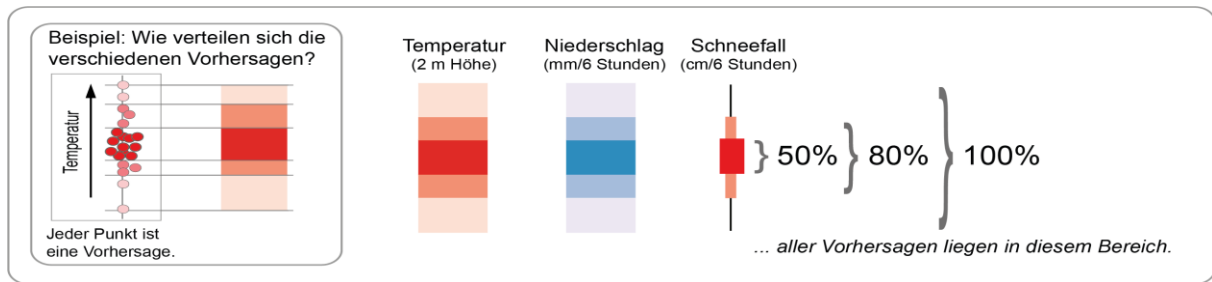 Beispiel: Wie verteilen sich die
verschiedenen Vorhersagen?
Temperatur
Jeder Punkt ist
eine Vorhersage.
Temperatur
(2 m Höhe)
Niederschlag
(mm/6 Stunden)
Schneefall
(cm/6 Stunden)
50%
80%
100%
... aller Vorhersagen liegen in diesem Bereich.